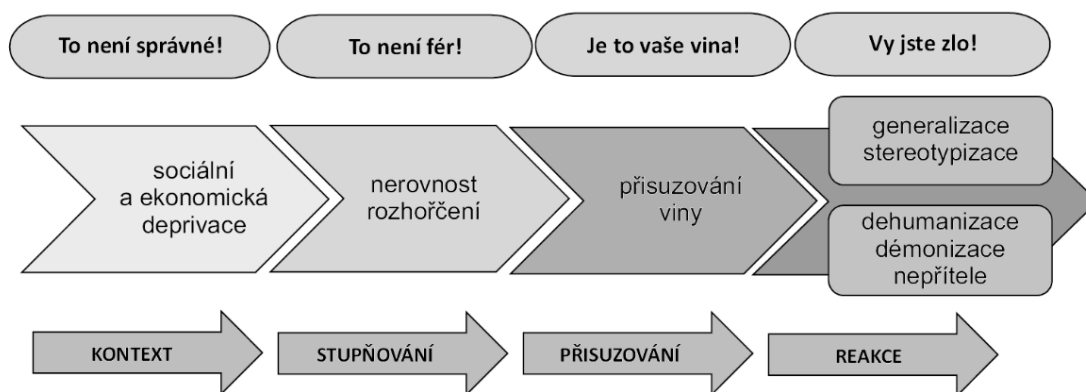 To není správné!
To není fér!
Je to vaše vina!
Vy jste zlo!
sociální
a ekonomická
deprivace
nerovnost
rozhořčení
přisuzování
viny
generalizace
stereotypizace
dehumanizace
démonizace
nepřítele
KONTEXT
STUPŇOVÁNÍ
PŘISUZOVÁNÍ
REAKCE